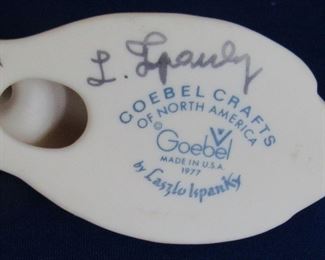 L. Ispanky
GOEBEL CRAFTS
OF NORTH AMERICA
© Goebel
MADE IN U.S.A.
1977
by Laszlo Ispanky